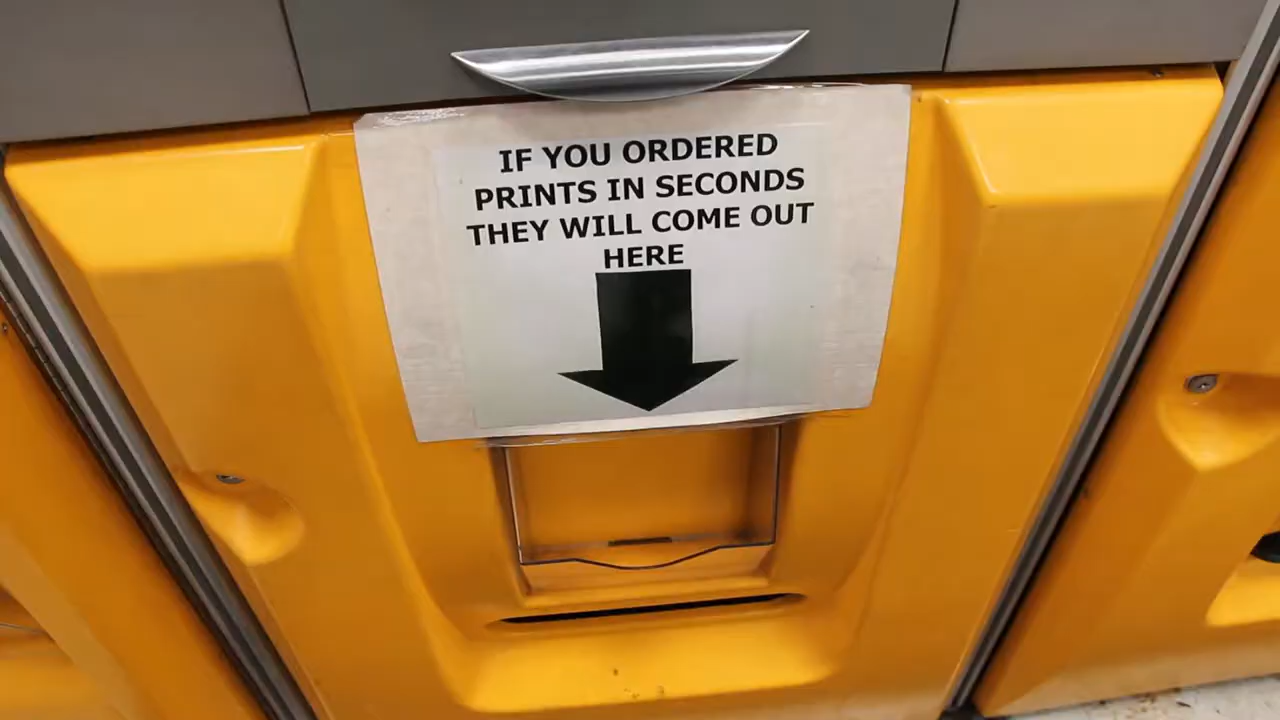 IF YOU ORDERED
PRINTS IN SECONDS
THEY WILL COME OUT
HERE